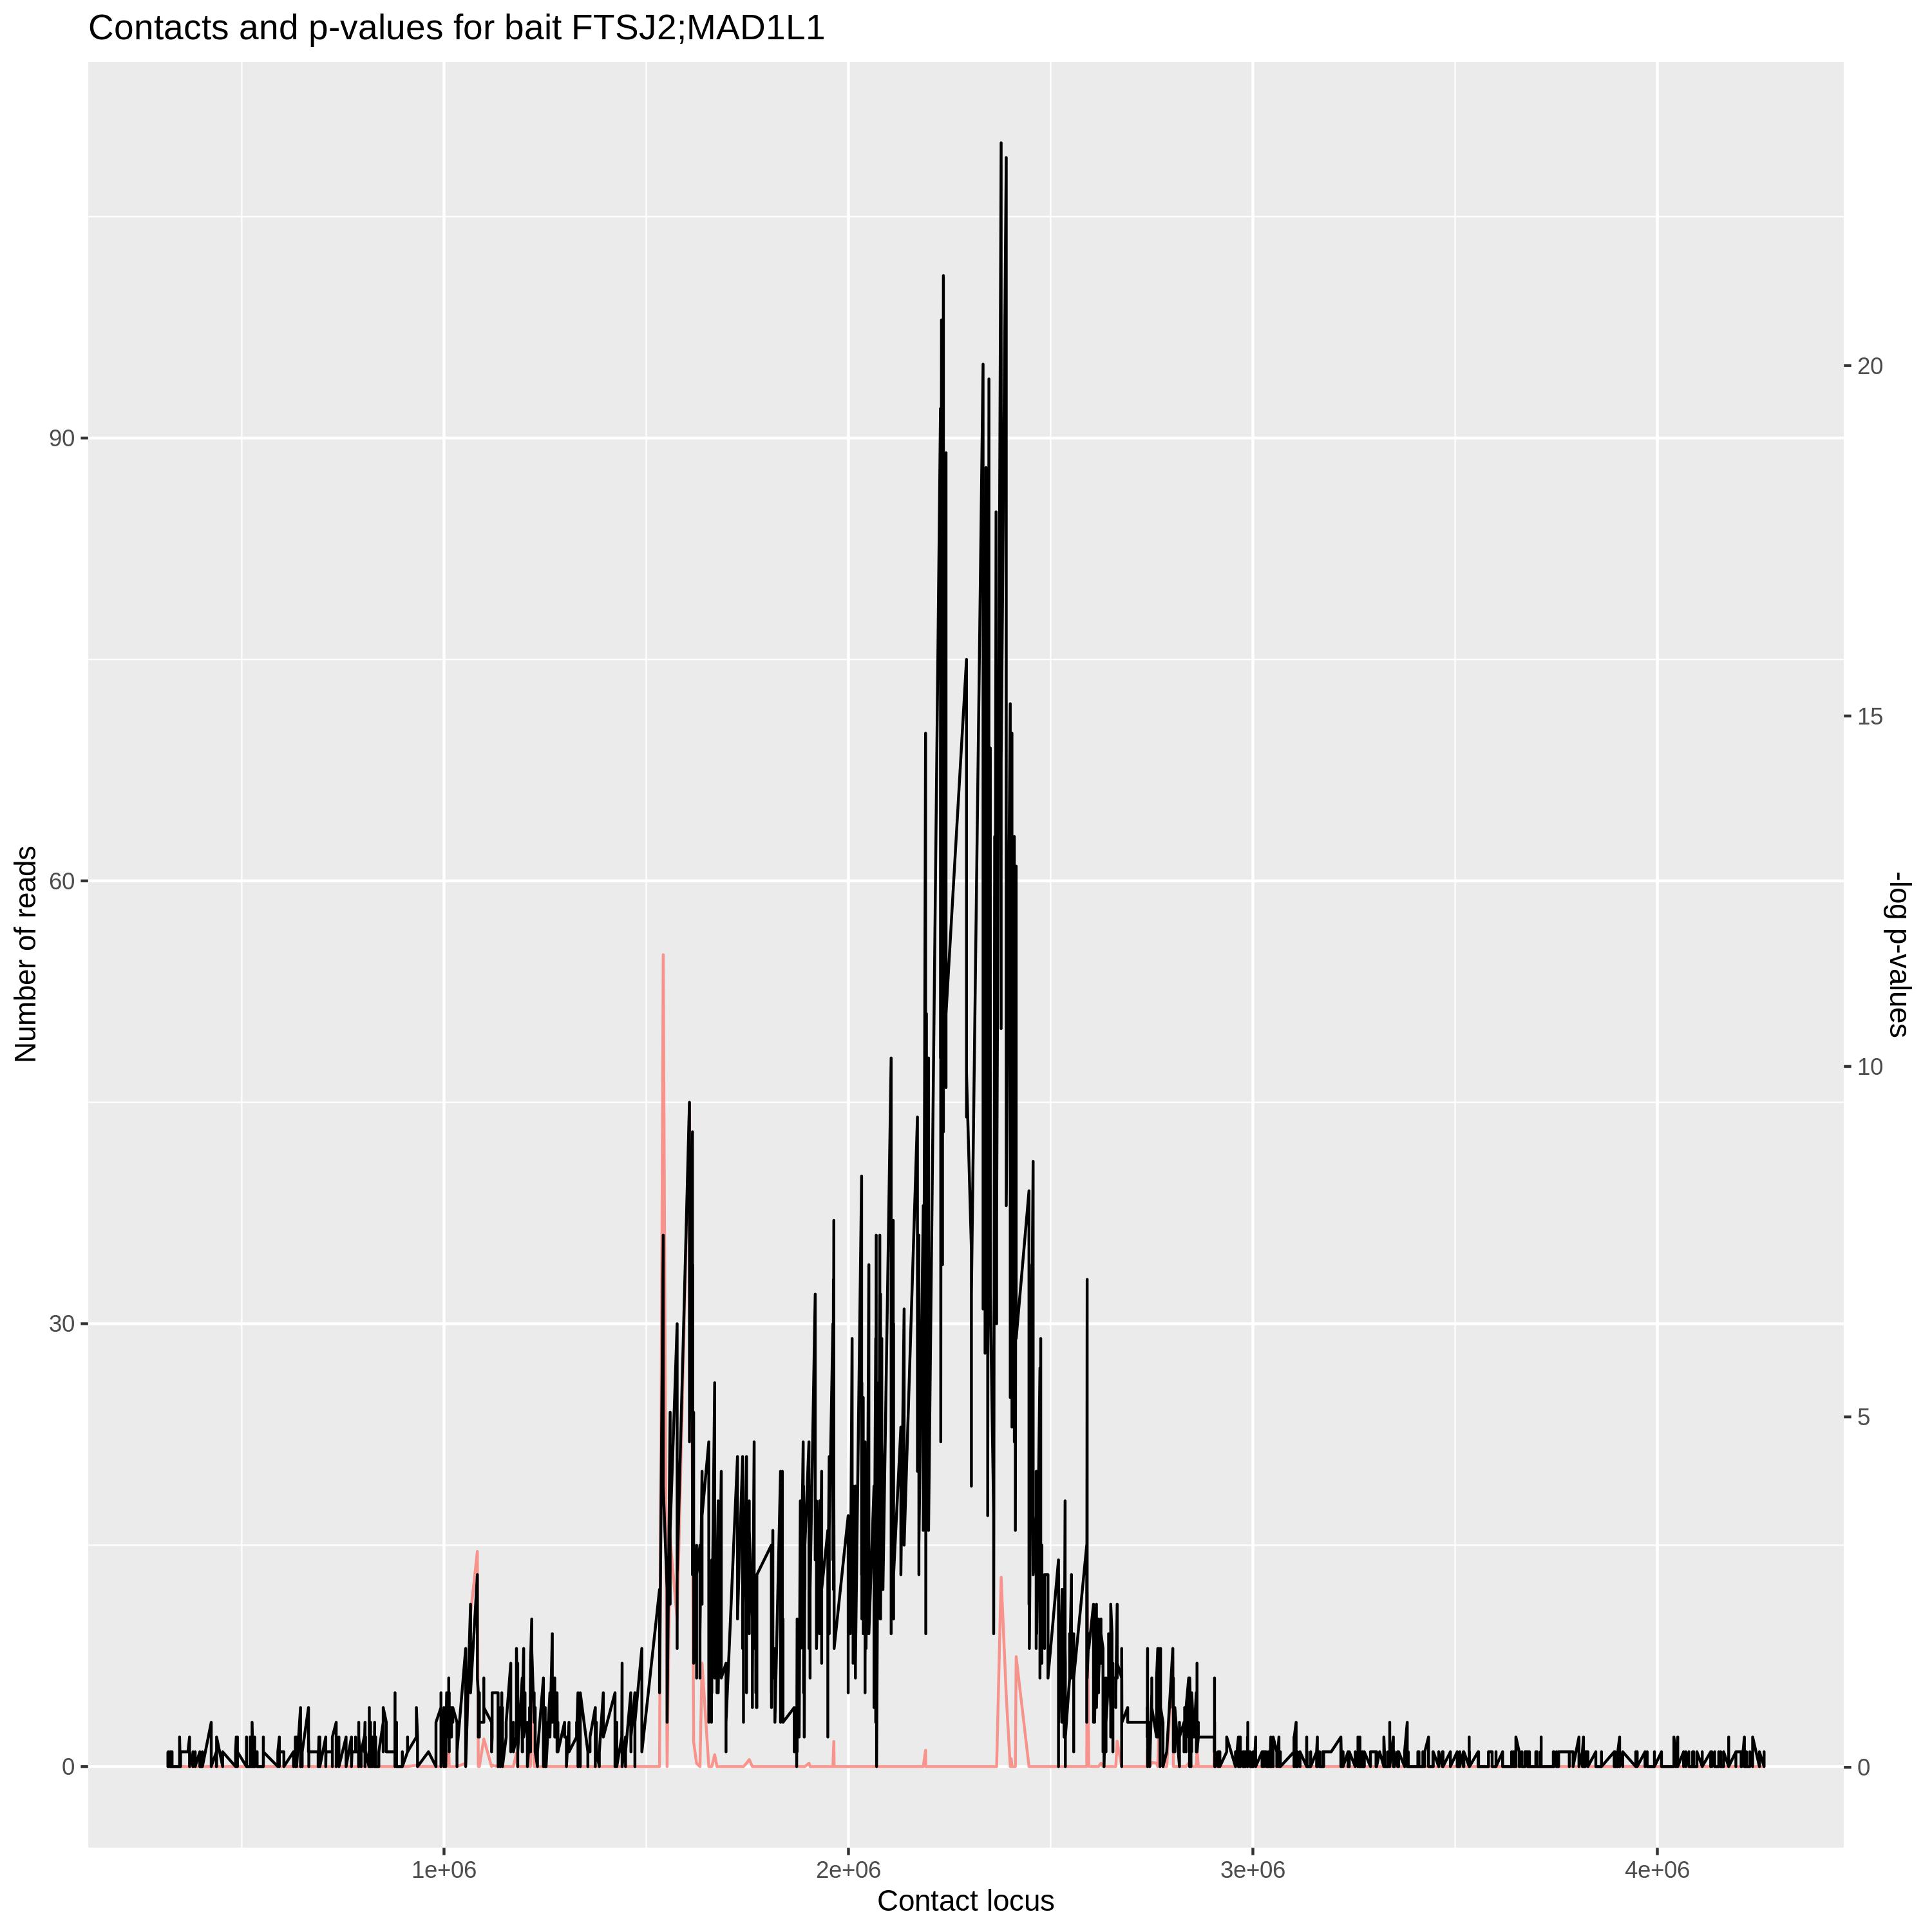 Contacts and p-values for bait FTSJ2;MAD1L1
Number of reads
90
60
30
0
20
15
10
5
0
-log p-values
1e+06
2e+06
3e+06
4e+06
Contact locus